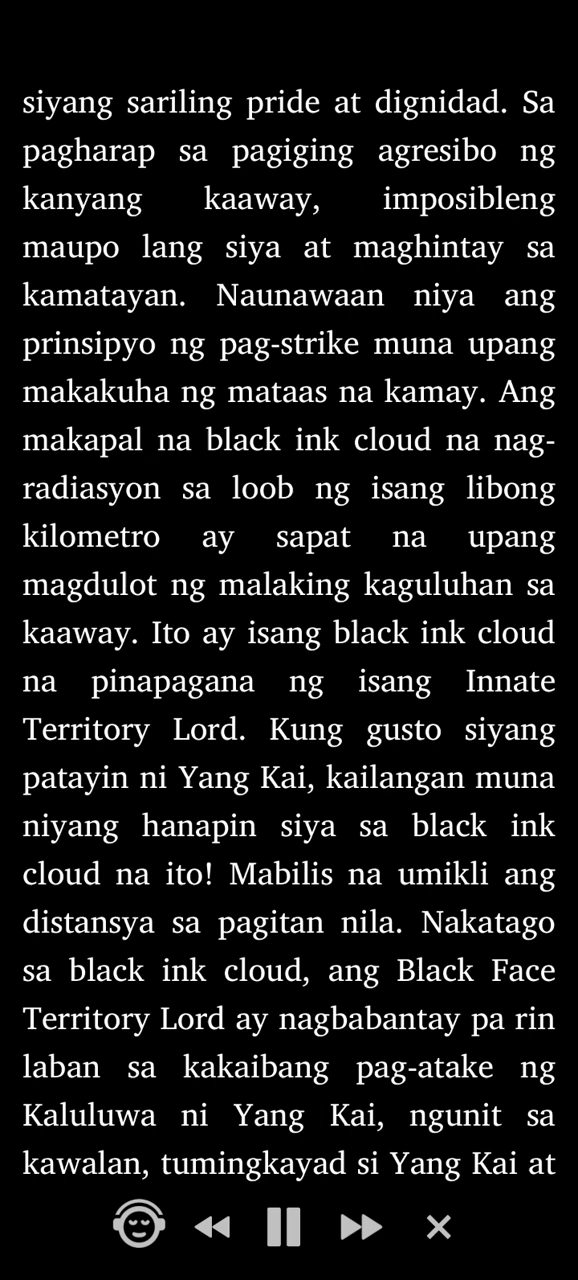 siyang sariling pride at dignidad. Sa
pagharap sa pagiging agresibo ng
kanyang kaaway, imposibleng
maupo lang siya at maghintay sa
kamatayan. Naunawaan niya ang
prinsipyo ng pag-strike muna upang
makakuha ng mataas na kamay. Ang
makapal na black ink cloud na nag-
radiasyon sa loob ng isang libong
kilometro ay sapat na upang
magdulot ng malaking kaguluhan sa
kaaway. Ito ay isang black ink cloud
na pinapagana ng isang Innate
Territory Lord. Kung gusto siyang
patayin ni Yang Kai, kailangan muna
niyang hanapin siya sa black ink
cloud na ito! Mabilis na umikli ang
distansya sa pagitan nila. Nakatago
sa black ink cloud, ang Black Face
Territory Lord ay nagbabantay pa rin
laban sa kakaibang pag-atake ng
Kaluluwa ni Yang Kai, ngunit sa
kawalan, tumingkayad si Yang Kai at